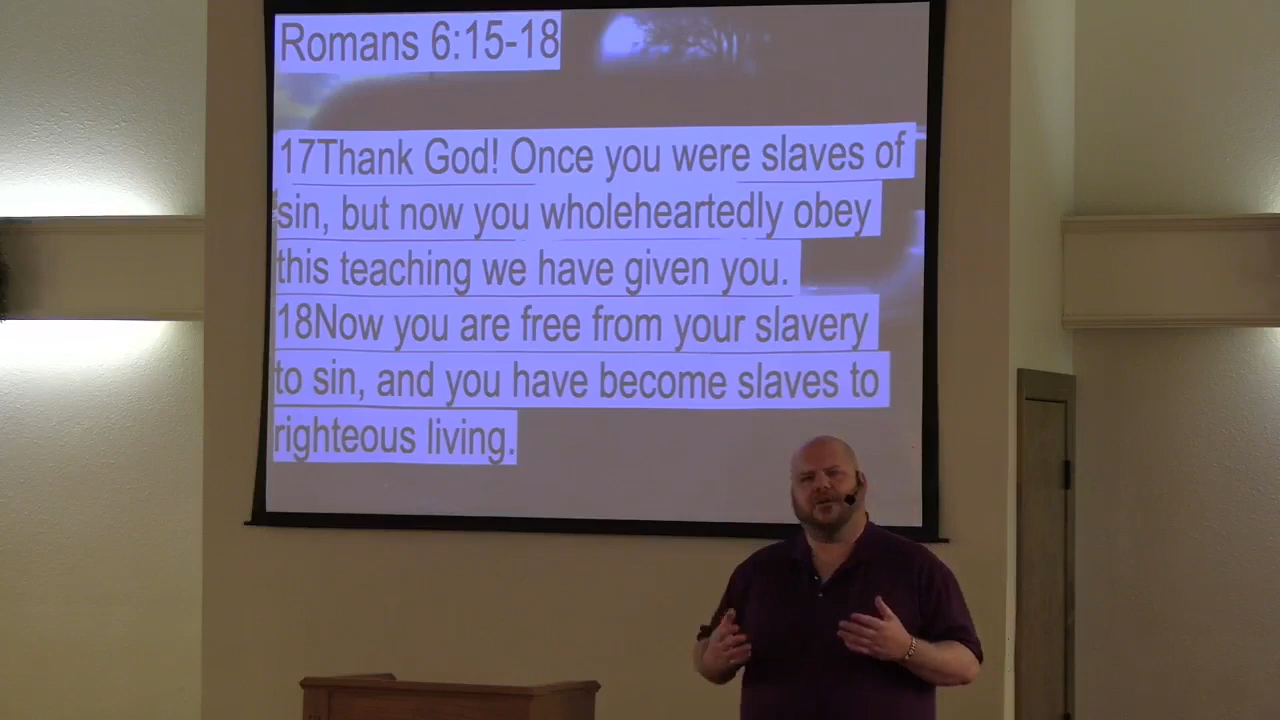 Romans 6:15-18
17Thank God! Once you were slaves of
sin, but now you wholeheartedly obey
this teaching we have given you.
18Now you are free from your slavery
to sin, and you have become slaves to
righteous living.